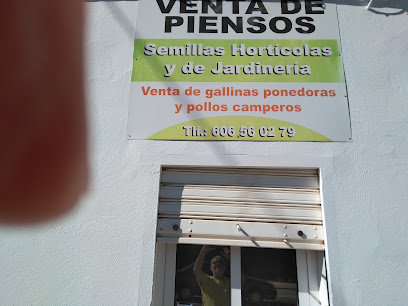 VENTA DE
PIENSOS
Semillas Hortícolas
y de Jardinería
Venta de gallinas ponedoras
y pollos camperos
Tlf.: 606 56 02 79